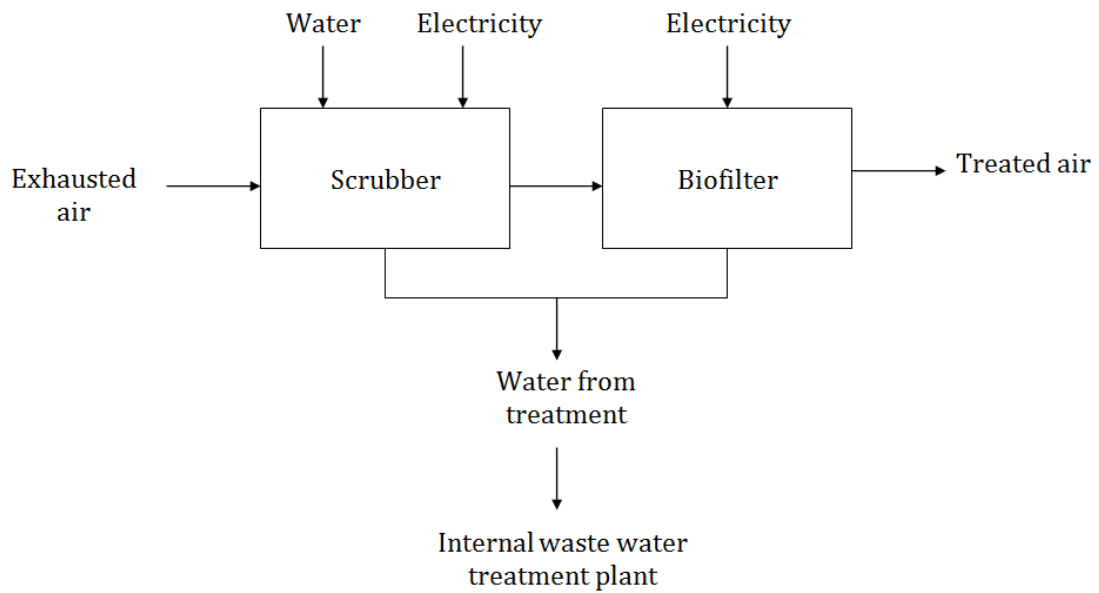 Water
Electricity
Electricity
Exhausted
air
Scrubber
Biofilter
Treated air
Water from
treatment
Internal waste water
treatment plant